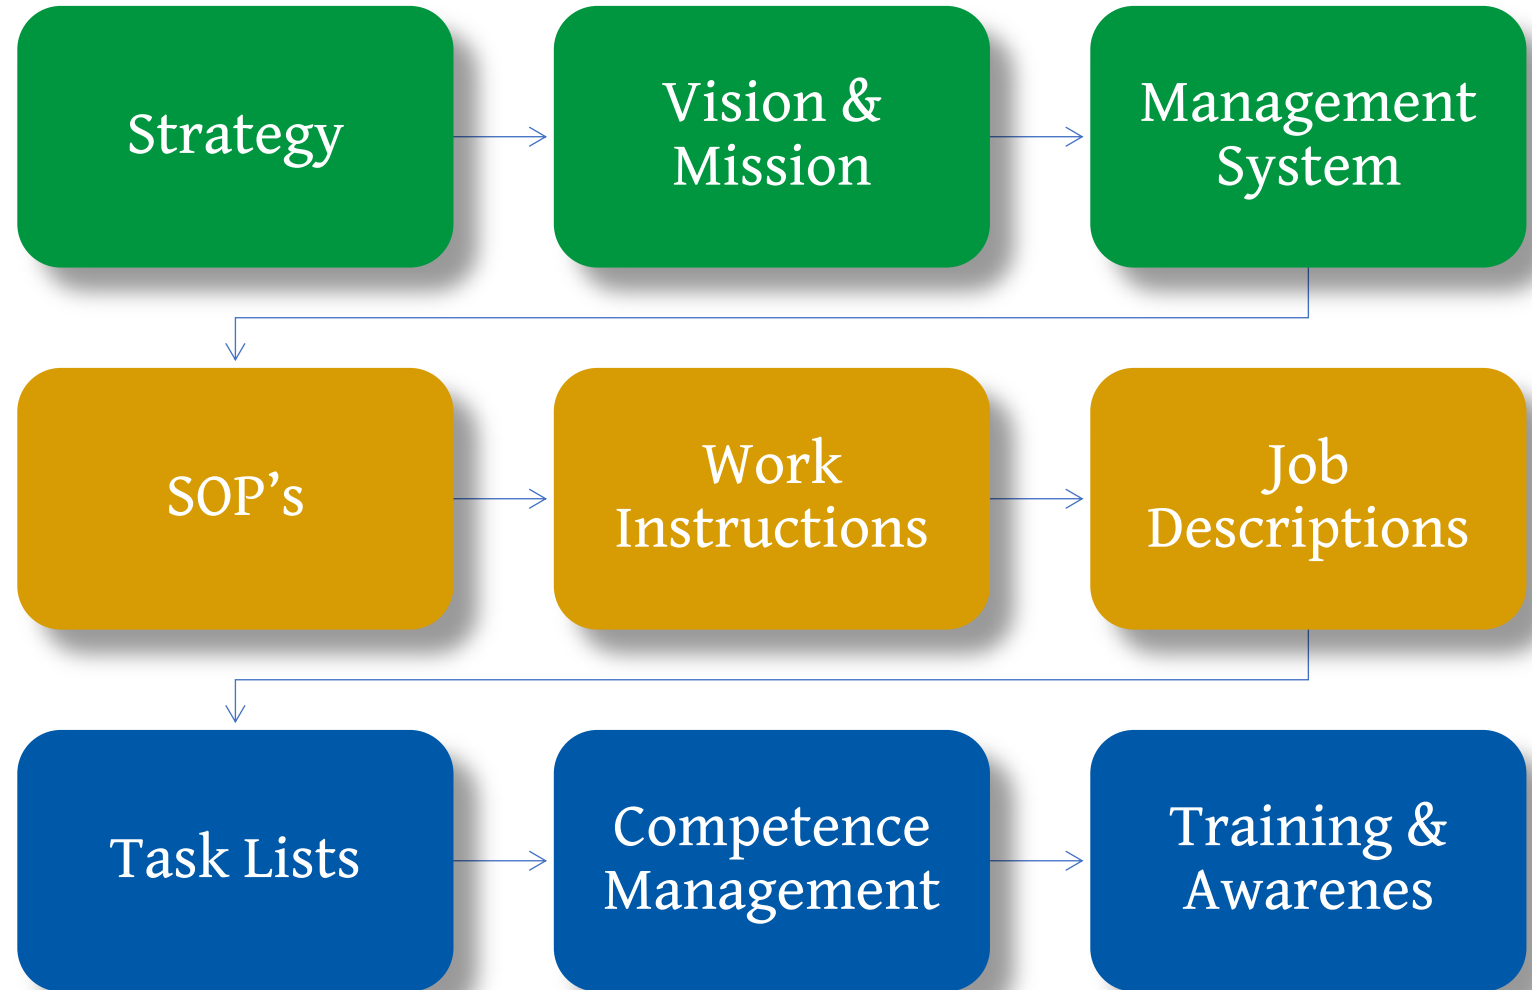 Strategy
Vision &
Mission
Management
System
SOP’s
Work
Instructions
Job
Descriptions
Task Lists
Competence
Management
Training &
Awarenes